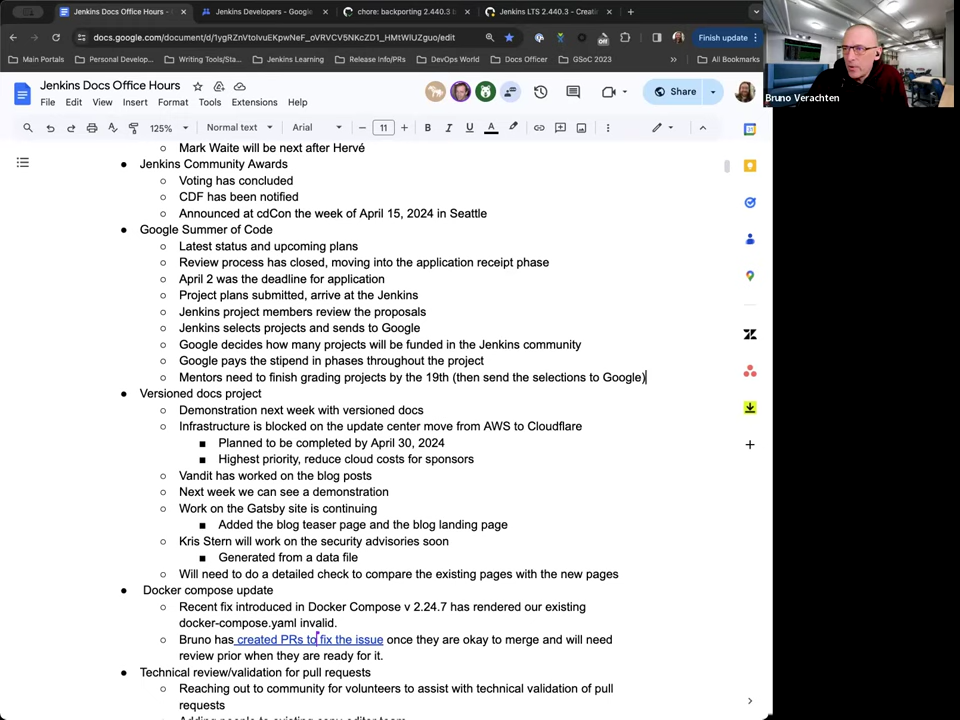 Jenkins Docs Office Hours -
Jenkins Developers - Google
chore: backporting 2.440.3
Jenkins LTS 2.440.3 - Creati
docs.google.com/document/d/1ygRZnVtoIvuEKpwNeF_oVRVCV5NKcZD1_HMtWIUZguo/edit
Finish update
Main Portals
Personal Develop...
Writing Tools/Sta...
Jenkins Learning
Release Info/PRs
DevOps World
Docs Officer
GSoC 2023
All Bookmarks
Bruno Verachten
Jenkins Docs Office Hours
File Edit View Insert Format Tools Extensions Help
Share
125% Normal text Arial 11 B I U A
Mark Waite will be next after Hervé
Jenkins Community Awards
Voting has concluded
CDF has been notified
Announced at cdCon the week of April 15, 2024 in Seattle
Google Summer of Code
Latest status and upcoming plans
Review process has closed, moving into the application receipt phase
April 2 was the deadline for application
Project plans submitted, arrive at the Jenkins
Jenkins project members review the proposals
Jenkins selects projects and sends to Google
Google decides how many projects will be funded in the Jenkins community
Google pays the stipend in phases throughout the project
Mentors need to finish grading projects by the 19th (then send the selections to Google)
Versioned docs project
Demonstration next week with versioned docs
Infrastructure is blocked on the update center move from AWS to Cloudflare
Planned to be completed by April 30, 2024
Highest priority, reduce cloud costs for sponsors
Vandit has worked on the blog posts
Next week we can see a demonstration
Work on the Gatsby site is continuing
Added the blog teaser page and the blog landing page
Kris Stern will work on the security advisories soon
Generated from a data file
Will need to do a detailed check to compare the existing pages with the new pages
Docker compose update
Recent fix introduced in Docker Compose v 2.24.7 has rendered our existing
docker-compose.yaml invalid.
Bruno has created PRs to fix the issue once they are okay to merge and will need
review prior when they are ready for it.
Technical review/validation for pull requests
Reaching out to community for volunteers to assist with technical validation of pull
requests
Adding people to existing copy editor team